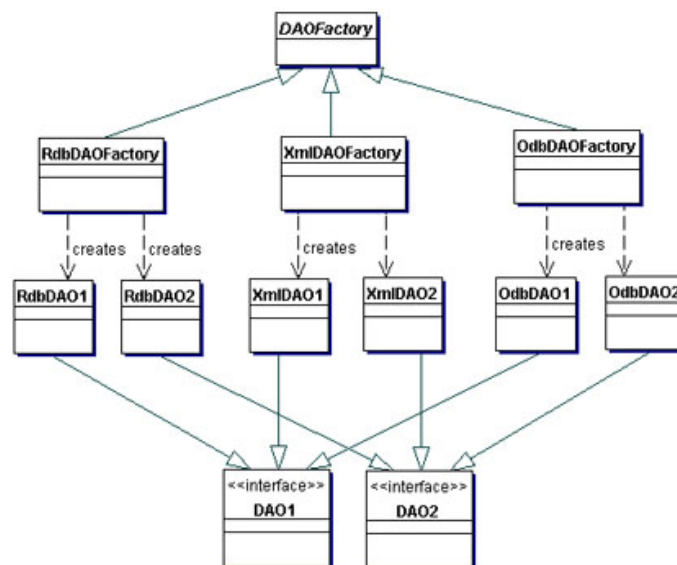 DAOFactory
RdbDAOFactory
XmlDAOFactory
OdbDAOFactory
creates
creates
creates
creates
RdbDAO1
RdbDAO2
XmlDAO1
XmlDAO2
OdbDAO1
OdbDAO2
<<interface>>
DAO1
<<interface>>
DAO2